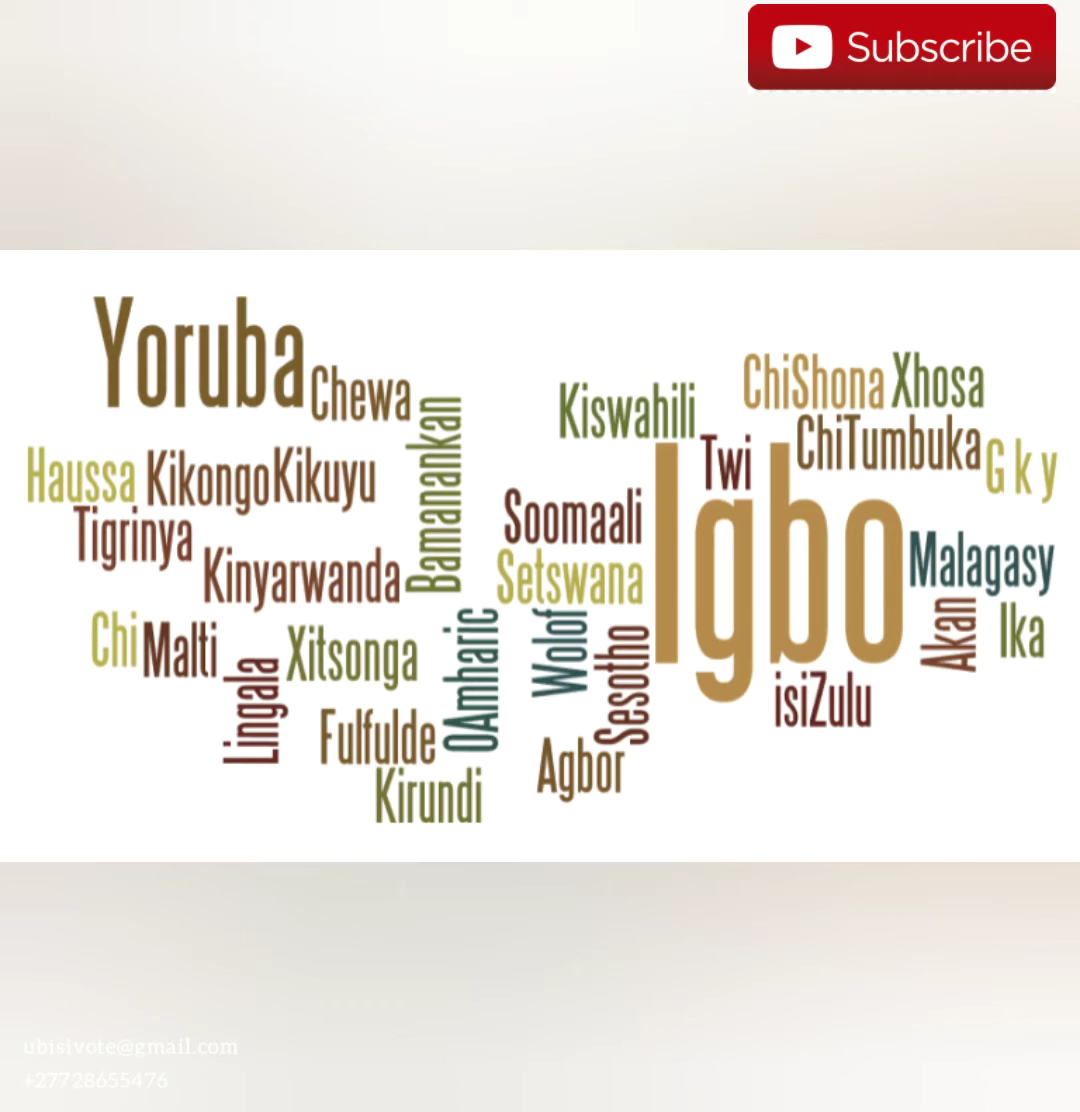 Subscribe
Yoruba
Chewa
Bamanankan
Haussa
Kikongo
Kikuyu
Tigrinya
Kinyarwanda
Chi
Malti
Lingala
Xitsonga
Fulfulde
OAmharic
Kirundi
Kiswahili
Twi
ChiShona
Xhosa
ChiTumbuka
G k y
Soomaali
Setswana
Igbo
Malagasy
Wolof
Sesotho
Akan
Ika
isiZulu
Agbor
ubisivote@gmail.com
+27728655476